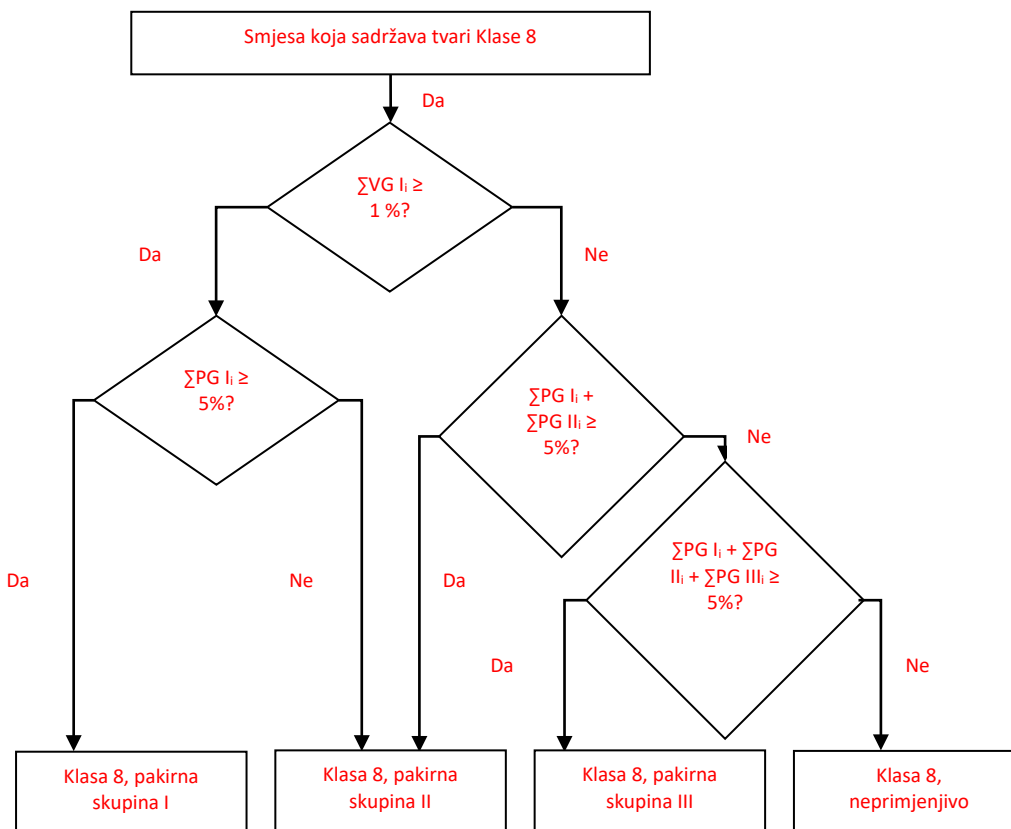 Smjesa koja sadržava tvari Klase 8
Da
∑VG Iᵢ ≥
1 %?
Da
Ne
∑PG Iᵢ ≥
5%?
∑PG Iᵢ +
∑PG IIᵢ ≥
5%?
Ne
Da
Ne
Da
∑PG Iᵢ + ∑PG
IIᵢ + ∑PG IIIᵢ ≥
5%?
Da
Ne
Klasa 8, pakirna
skupina I
Klasa 8, pakirna
skupina II
Klasa 8, pakirna
skupina III
Klasa 8,
neprimjenjivo